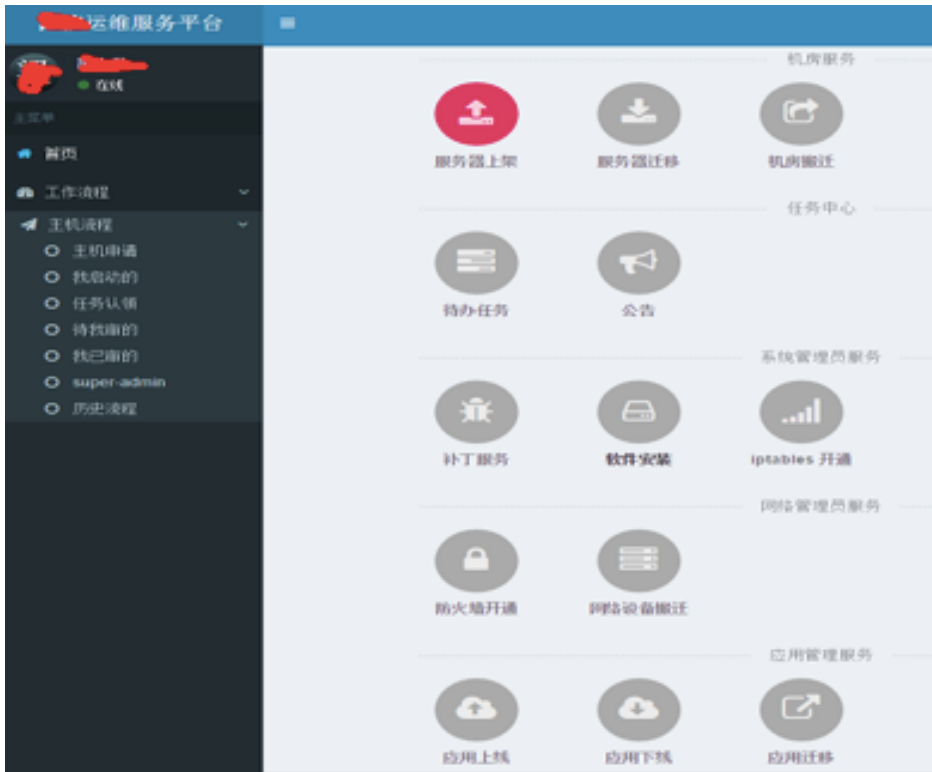 运维服务平台
在线
主菜单
首页
工作流程
主机流程
主机申请
我启动的
任务认领
待我审的
我已审的
super-admin
历史流程
机房服务
服务器上架
服务器迁移
机房搬迁
任务中心
待办任务
公告
系统管理员服务
补丁服务
软件安装
iptables 开通
网络管理员服务
防火墙开通
网络设备搬迁
应用管理服务
应用上线
应用下线
应用迁移